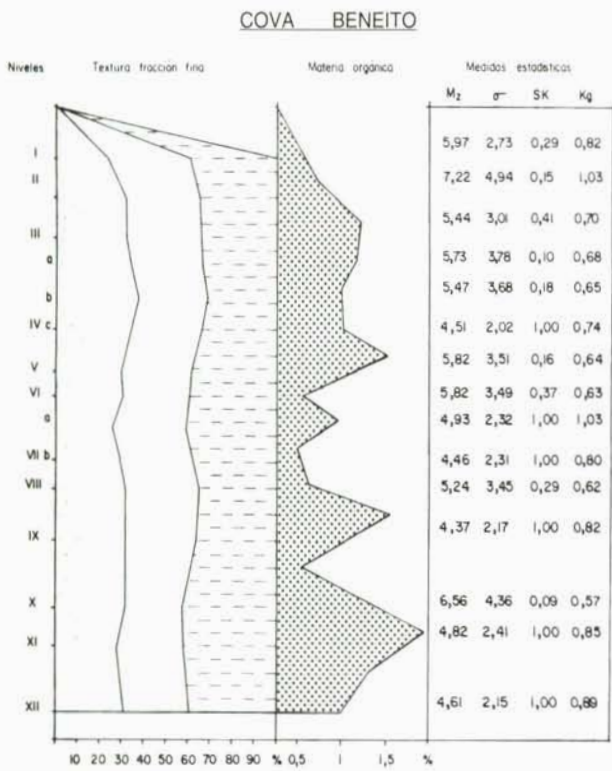 COVA BENEITO
Niveles Textura fracción fina Materia orgánica Medidas estadísticas
Mz σ SK Kg
5,97 2,73 0,29 0,82
I
II 7,22 4,94 0,15 1,03
5,44 3,01 0,41 0,70
III
a 5,73 3,78 0,10 0,68
b 5,47 3,68 0,18 0,65
IV c 4,51 2,02 1,00 0,74
5,82 3,51 0,16 0,64
V
VI 5,82 3,49 0,37 0,63
a 4,93 2,32 1,00 1,03
VII b 4,46 2,31 1,00 0,80
VIII 5,24 3,45 0,29 0,62
4,37 2,17 1,00 0,82
IX
X 6,56 4,36 0,09 0,57
4,82 2,41 1,00 0,85
XI
XII 4,61 2,15 1,00 0,89
10 20 30 40 50 60 70 80 90 % 0,5 1 1,5 %